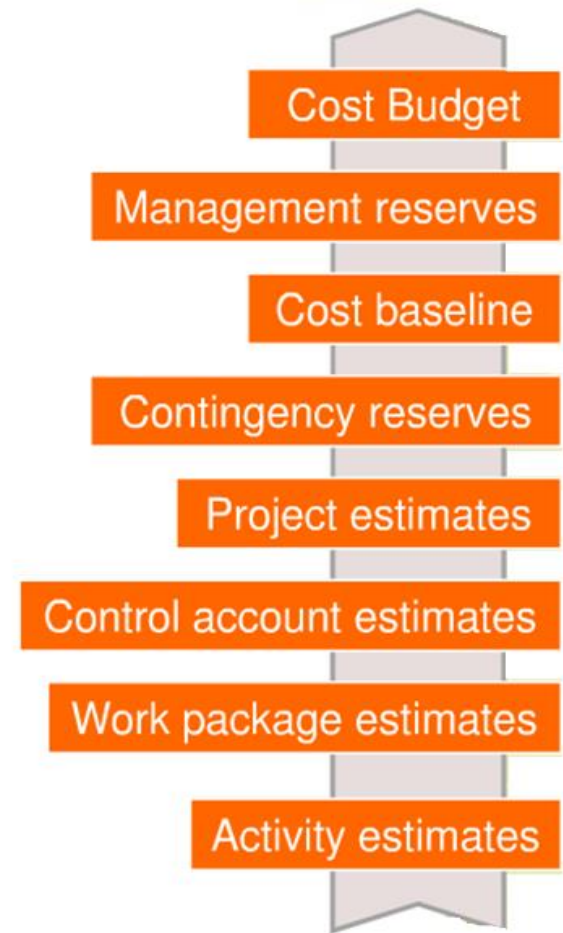 Cost Budget
Management reserves
Cost baseline
Contingency reserves
Project estimates
Control account estimates
Work package estimates
Activity estimates